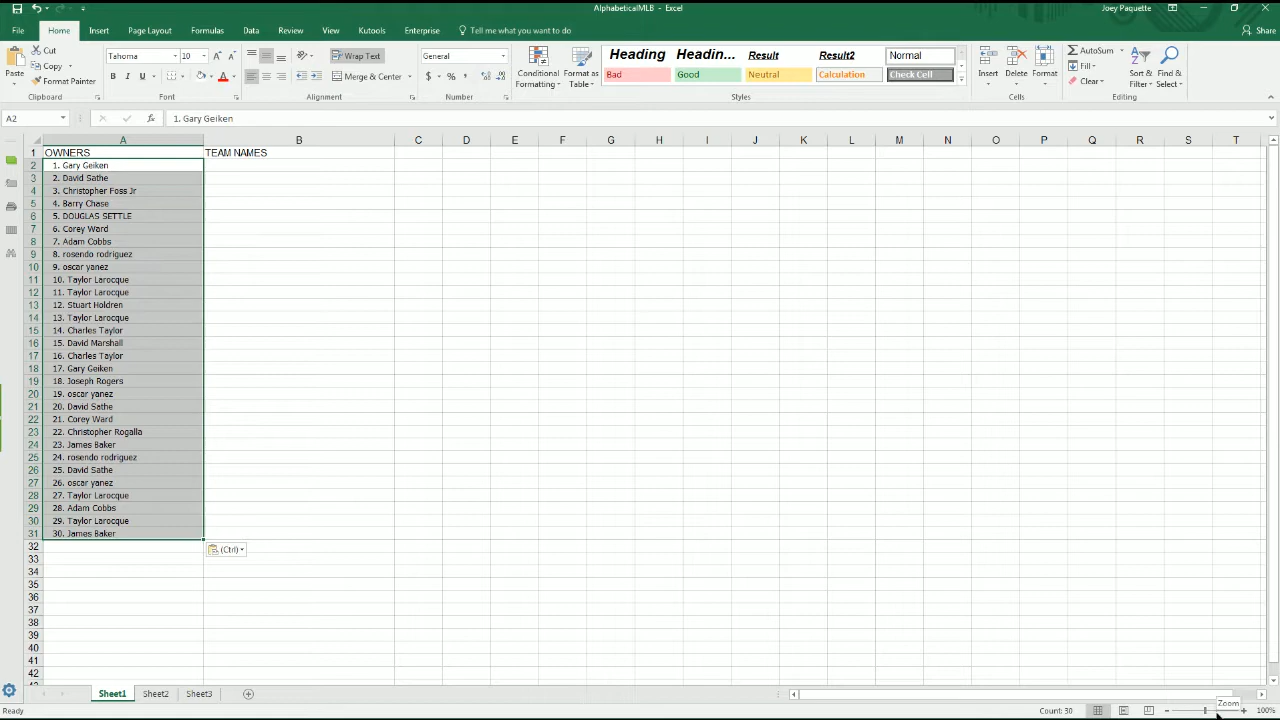 AlphabeticalMLB - Excel
Joey Paquette
File Home Insert Page Layout Formulas Data Review View Kutools Enterprise Tell me what you want to do Share
Paste
Cut
Copy
Format Painter
Clipboard
Tahoma 10
B I U
Font
Wrap Text
Merge & Center
Alignment
General
$ % ,
Number
Conditional Formatting
Format as Table
Heading Headin... Result Result2 Normal
Bad Good Neutral Calculation Check Cell
Styles
Insert Delete Format
Cells
AutoSum
Fill
Clear
Sort & Filter
Find & Select
Editing
A2 fx 1. Gary Geiken
A B C D E F G H I J K L M N O P Q R S T
1 OWNERS TEAM NAMES
2 1. Gary Geiken
3 2. David Sathe
4 3. Christopher Foss Jr
5 4. Barry Chase
6 5. DOUGLAS SETTLE
7 6. Corey Ward
8 7. Adam Cobbs
9 8. rosendo rodriguez
10 9. oscar yanez
11 10. Taylor Larocque
12 11. Taylor Larocque
13 12. Stuart Holdren
14 13. Taylor Larocque
15 14. Charles Taylor
16 15. David Marshall
17 16. Charles Taylor
18 17. Gary Geiken
19 18. Joseph Rogers
20 19. oscar yanez
21 20. David Sathe
22 21. Corey Ward
23 22. Christopher Rogalla
24 23. James Baker
25 24. rosendo rodriguez
26 25. David Sathe
27 26. oscar yanez
28 27. Taylor Larocque
29 28. Adam Cobbs
30 29. Taylor Larocque
31 30. James Baker
32 (Ctrl)
33
34
35
36
37
38
39
40
41
42
Sheet1 Sheet2 Sheet3
Zoom
Ready Count: 30 100%